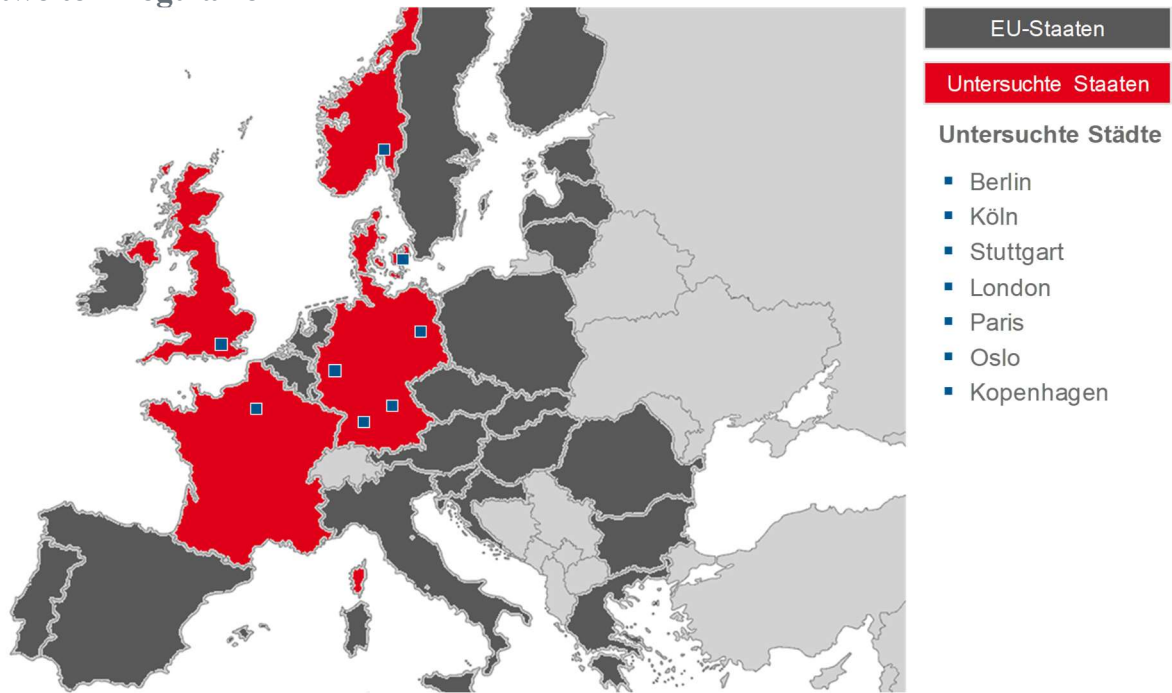 EU-Staaten
Untersuchte Staaten
Untersuchte Städte
Berlin
Köln
Stuttgart
London
Paris
Oslo
Kopenhagen